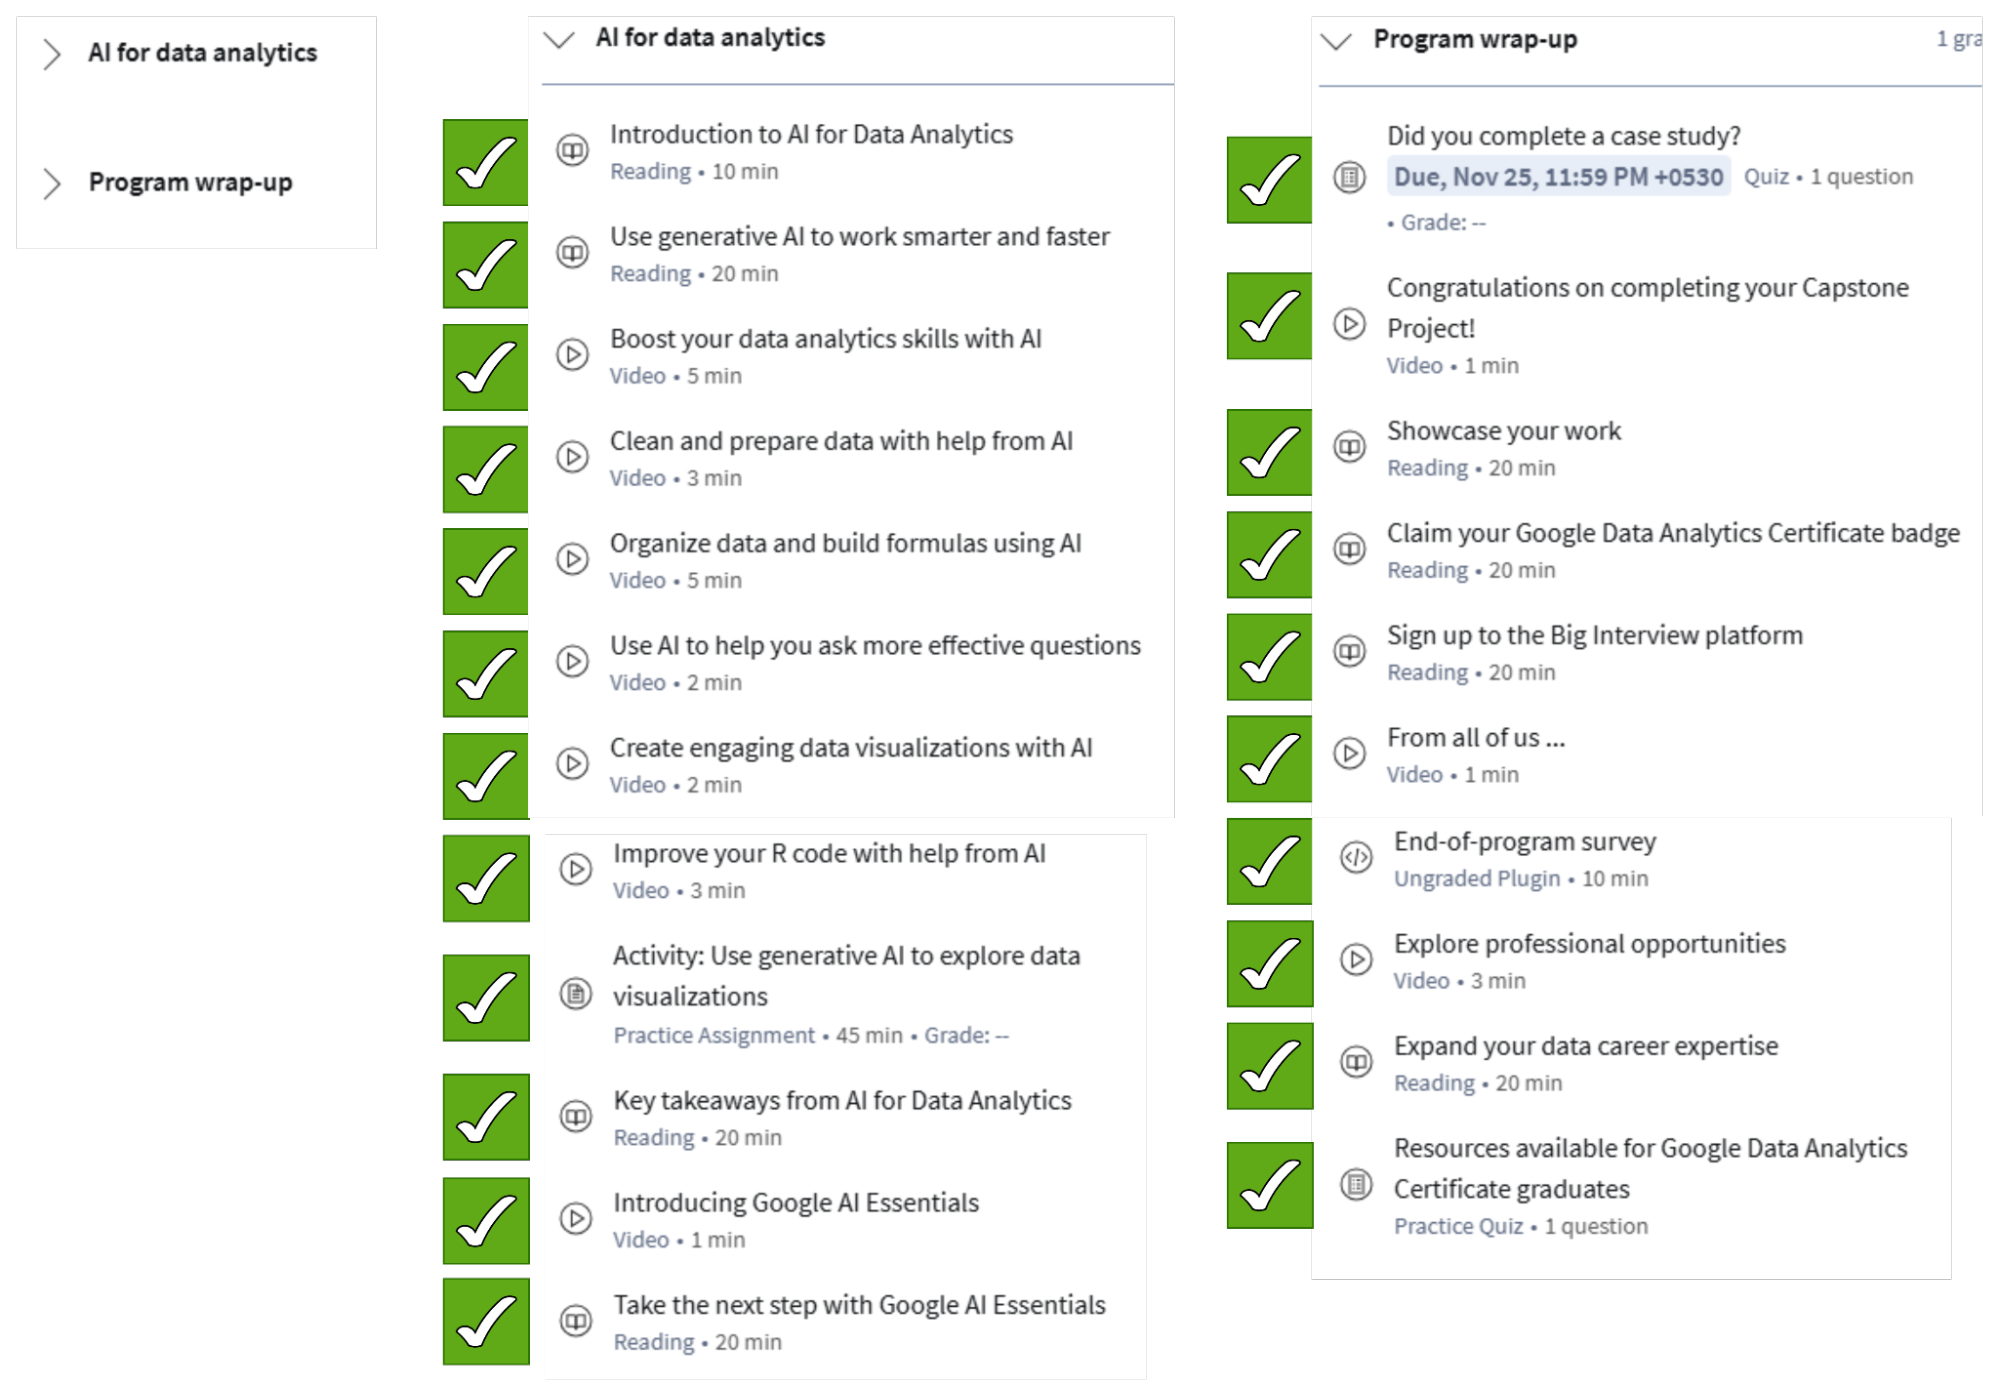 AI for data analytics
Program wrap-up
AI for data analytics
Introduction to AI for Data Analytics
Reading • 10 min
Use generative AI to work smarter and faster
Reading • 20 min
Boost your data analytics skills with AI
Video • 5 min
Clean and prepare data with help from AI
Video • 3 min
Organize data and build formulas using AI
Video • 5 min
Use AI to help you ask more effective questions
Video • 2 min
Create engaging data visualizations with AI
Video • 2 min
Improve your R code with help from AI
Video • 3 min
Activity: Use generative AI to explore data
visualizations
Practice Assignment • 45 min • Grade: --
Key takeaways from AI for Data Analytics
Reading • 20 min
Introducing Google AI Essentials
Video • 1 min
Take the next step with Google AI Essentials
Reading • 20 min
Program wrap-up 1 gra
Did you complete a case study?
Due, Nov 25, 11:59 PM +0530 Quiz • 1 question
• Grade: --
Congratulations on completing your Capstone
Project!
Video • 1 min
Showcase your work
Reading • 20 min
Claim your Google Data Analytics Certificate badge
Reading • 20 min
Sign up to the Big Interview platform
Reading • 20 min
From all of us ...
Video • 1 min
End-of-program survey
Ungraded Plugin • 10 min
Explore professional opportunities
Video • 3 min
Expand your data career expertise
Reading • 20 min
Resources available for Google Data Analytics
Certificate graduates
Practice Quiz • 1 question